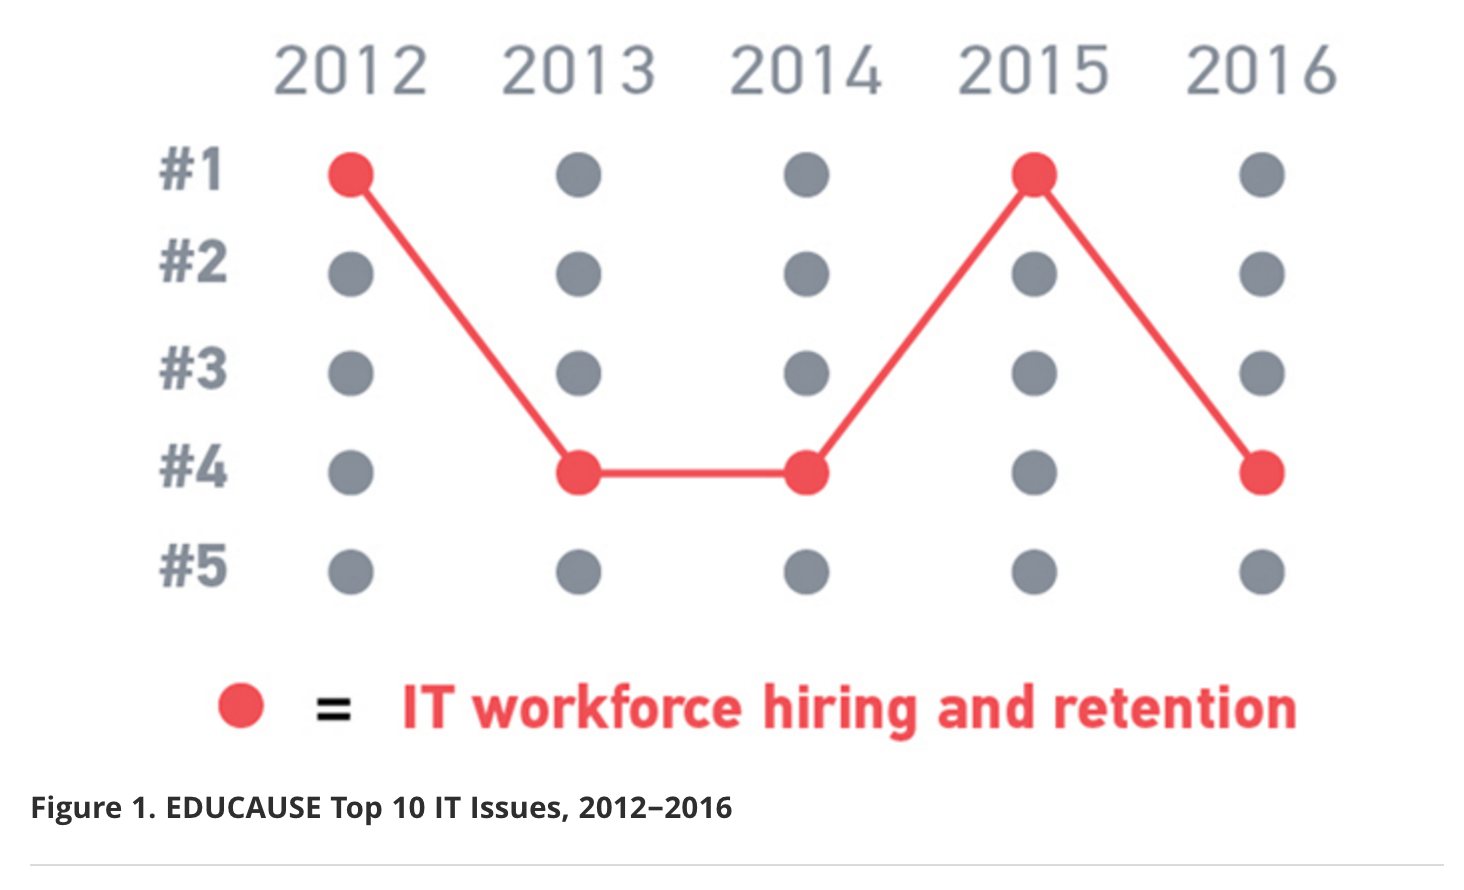 2012 2013 2014 2015 2016
#1
#2
#3
#4
#5
= IT workforce hiring and retention
Figure 1. EDUCAUSE Top 10 IT Issues, 2012–2016